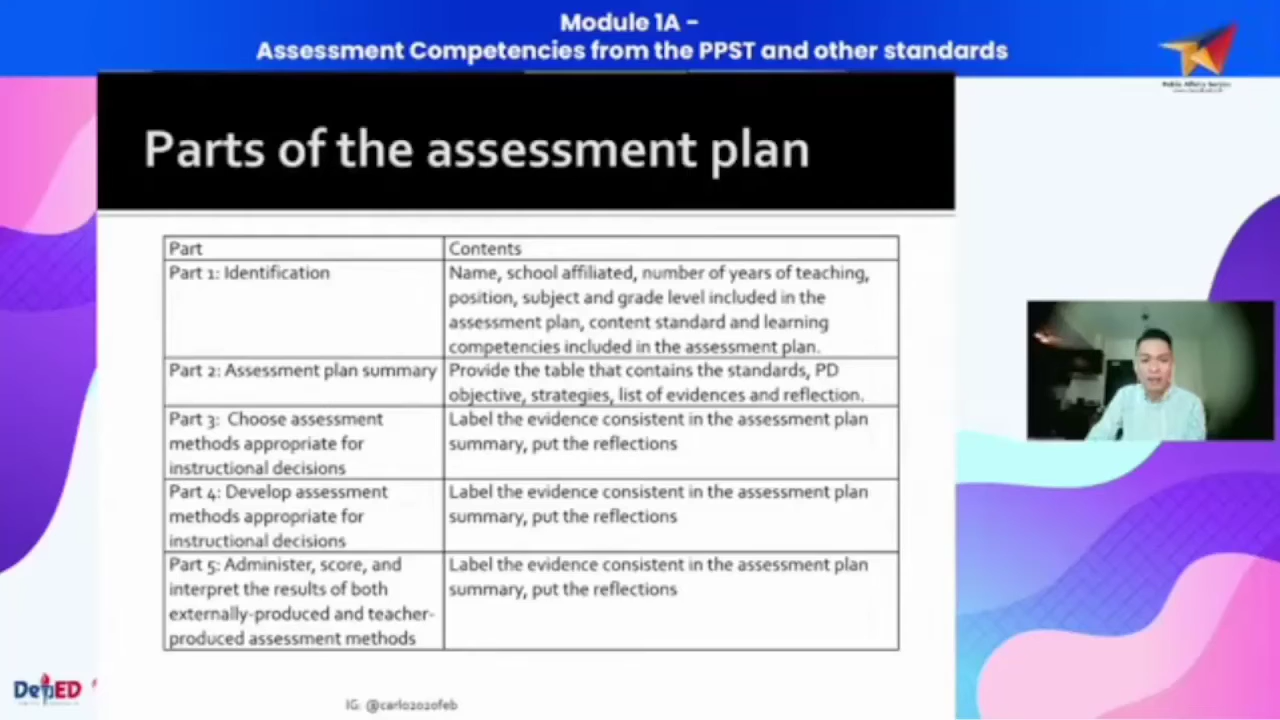 Module 1A -
Assessment Competencies from the PPST and other standards
Public Affairs Service
Parts of the assessment plan
Part
Contents
Part 1: Identification
Name, school affiliated, number of years of teaching,
position, subject and grade level included in the
assessment plan, content standard and learning
competencies included in the assessment plan.
Part 2: Assessment plan summary
Provide the table that contains the standards, PD
objective, strategies, list of evidences and reflection.
Part 3: Choose assessment
methods appropriate for
instructional decisions
Label the evidence consistent in the assessment plan
summary, put the reflections
Part 4: Develop assessment
methods appropriate for
instructional decisions
Label the evidence consistent in the assessment plan
summary, put the reflections
Part 5: Administer, score, and
interpret the results of both
externally-produced and teacher-
produced assessment methods
Label the evidence consistent in the assessment plan
summary, put the reflections
DepED
IG: @carlo2020feb